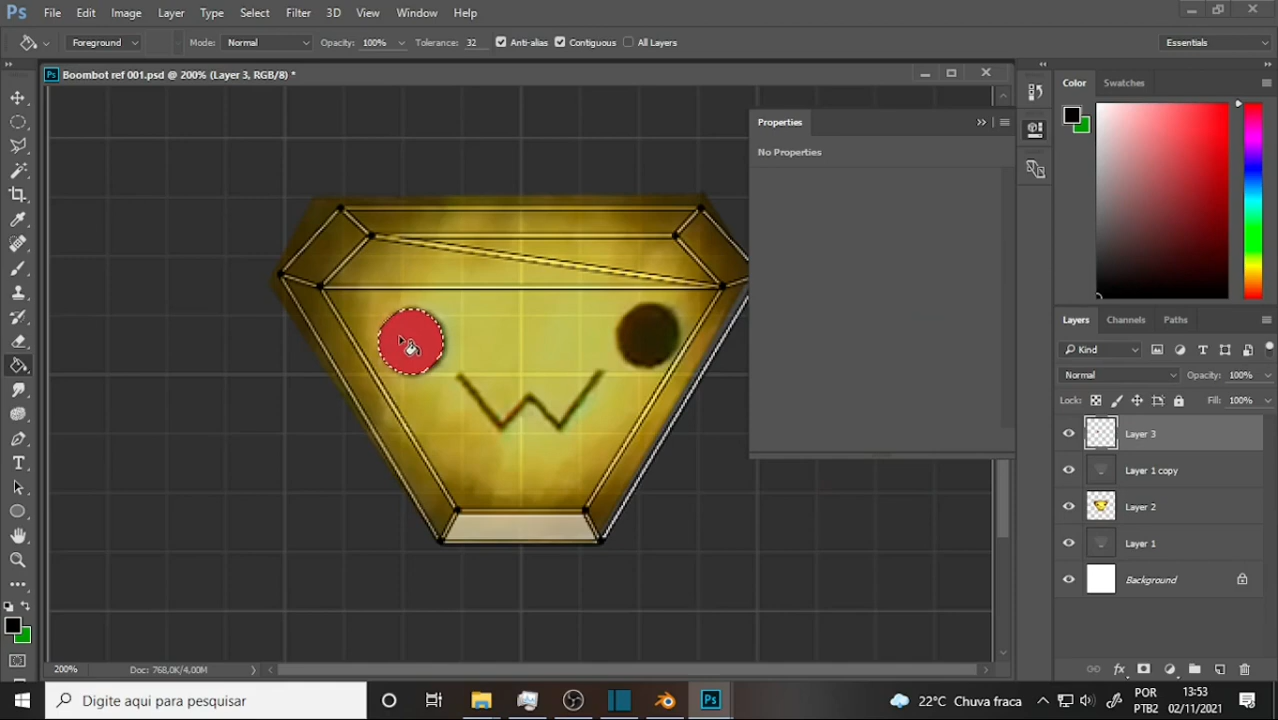 Ps File Edit Image Layer Type Select Filter 3D View Window Help
Foreground Mode: Normal Opacity: 100% Tolerance: 32 Anti-alias Contiguous All Layers Essentials
Ps Boombot ref 001.psd @ 200% (Layer 3, RGB/8) *
Color Swatches
Properties
No Properties
Layers Channels Paths
Kind
Normal Opacity: 100%
Locks: Fill: 100%
Layer 3
Layer 1 copy
Layer 2
Layer 1
Background
200% Doc: 768,0K/4,00M
Digite aqui para pesquisar
Ps
22°C Chuva fraca
POR
PTB2
13:53
02/11/2021